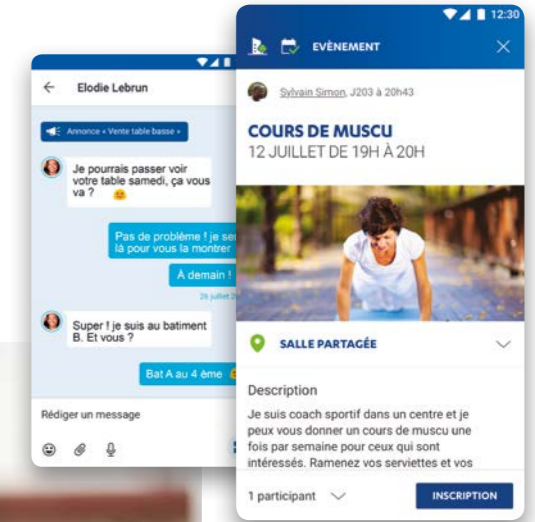 Elodie Lebrun
Annonce « Vente table basse »
Je pourrais passer voir
votre table samedi, ça vous
va ?
Pas de problème ! je
là pour vous la montrer
À demain !
Super ! je suis au batiment
B. Et vous ?
Bat A au 4 ème
Rédiger un message
12:30
EVÈNEMENT
Sylvain Simon, J203 à 20h43
COURS DE MUSCU
12 JUILLET DE 19H À 20H
SALLE PARTAGÉE
Description
Je suis coach sportif dans un centre et je
peux vous donner un cours de muscu une
fois par semaine pour ceux qui sont
intéressés. Ramenez vos serviettes et vos
1 participant
INSCRIPTION